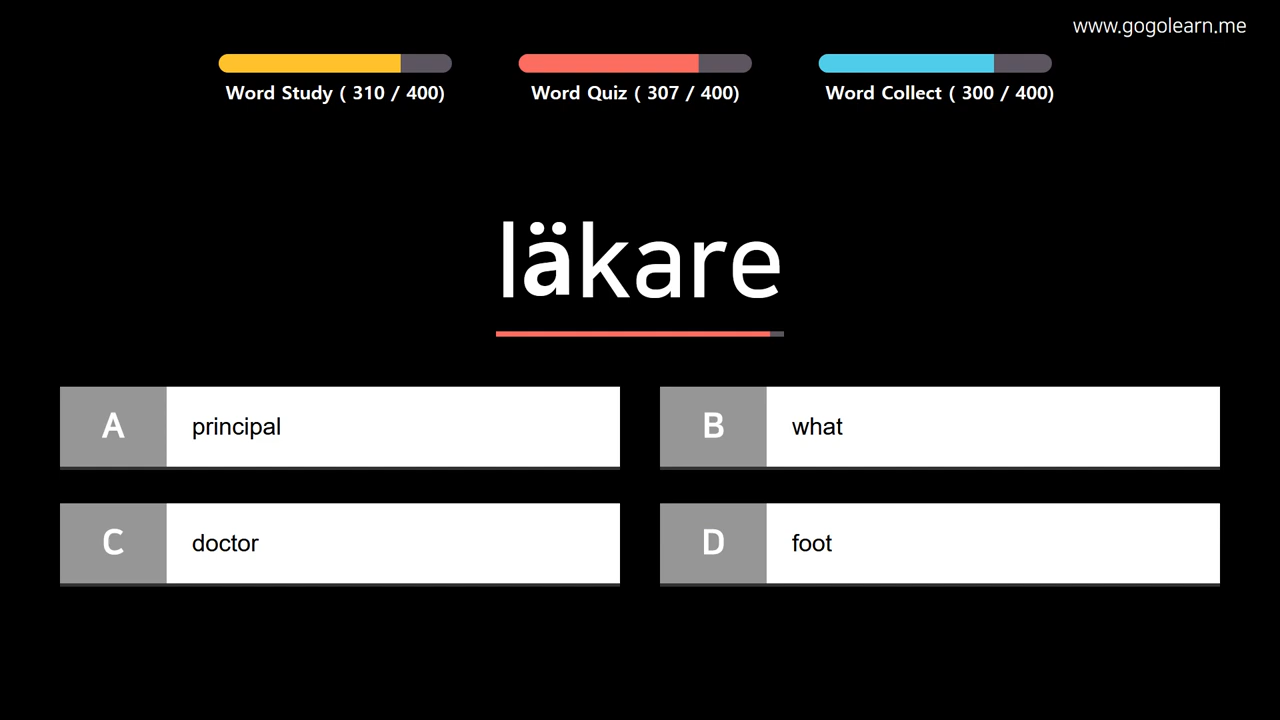 www.gogolearn.me
Word Study ( 310 / 400)
Word Quiz ( 307 / 400)
Word Collect ( 300 / 400)
läkare
A principal
B what
C doctor
D foot